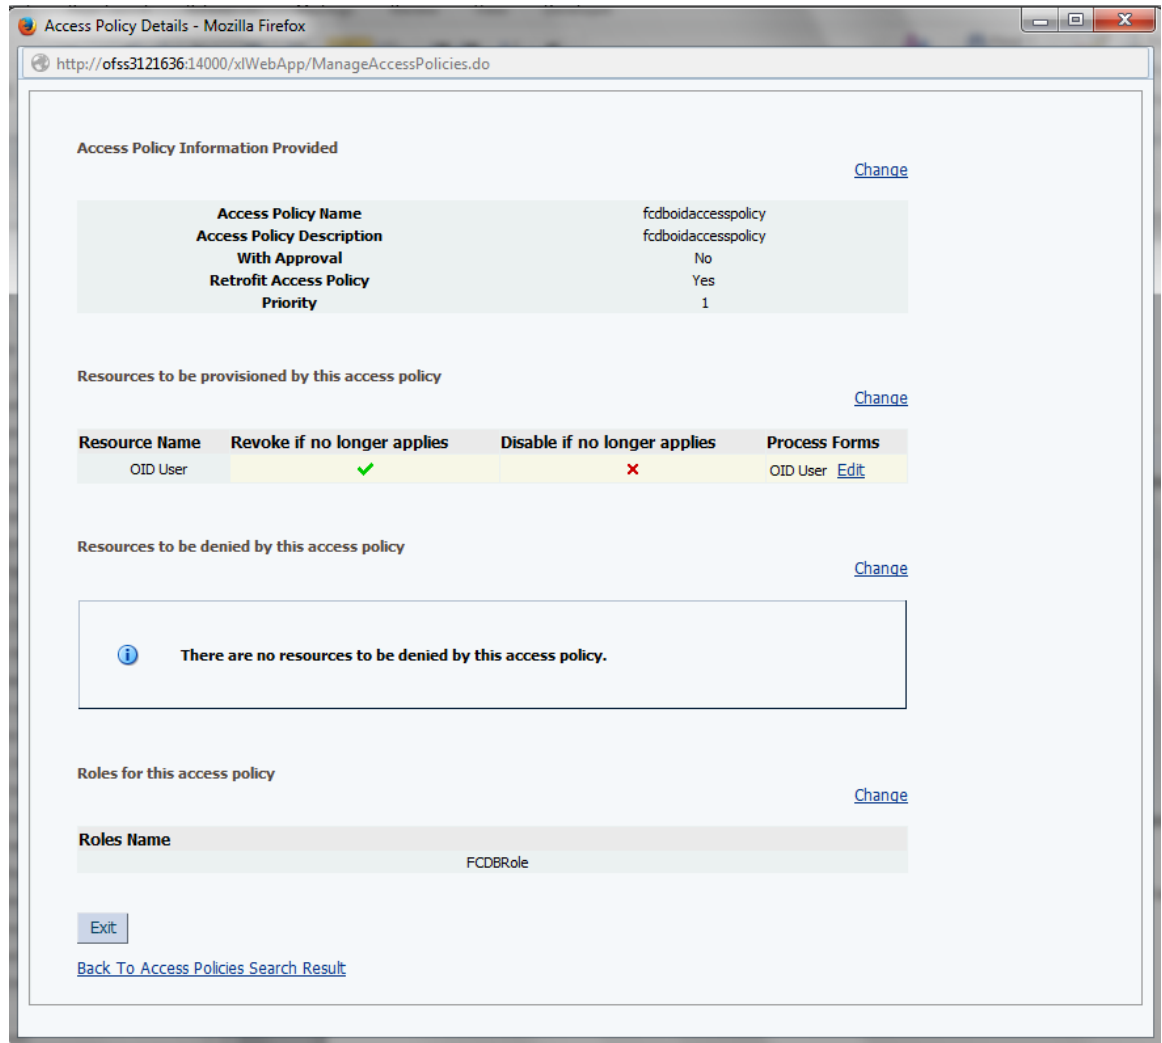 Access Policy Details - Mozilla Firefox
http://ofss3121636:14000/xlWebApp/ManageAccessPolicies.do
Access Policy Information Provided
Change
Access Policy Name fcdboidaccesspolicy
Access Policy Description fcdboidaccesspolicy
With Approval No
Retrofit Access Policy Yes
Priority 1
Resources to be provisioned by this access policy
Change
Resource Name Revoke if no longer applies Disable if no longer applies Process Forms
OID User OID User Edit
Resources to be denied by this access policy
Change
There are no resources to be denied by this access policy.
Roles for this access policy
Change
Roles Name
FCDBRole
Exit
Back To Access Policies Search Result